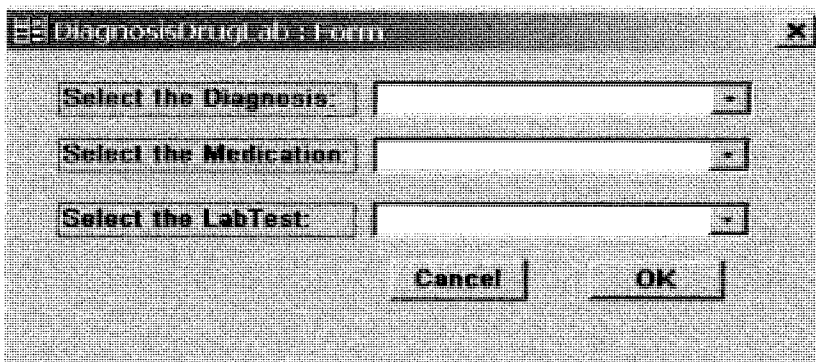 DiagnosisDrugLab : Form
Select the Diagnosis:
Select the Medication:
Select the LabTest:
Cancel OK